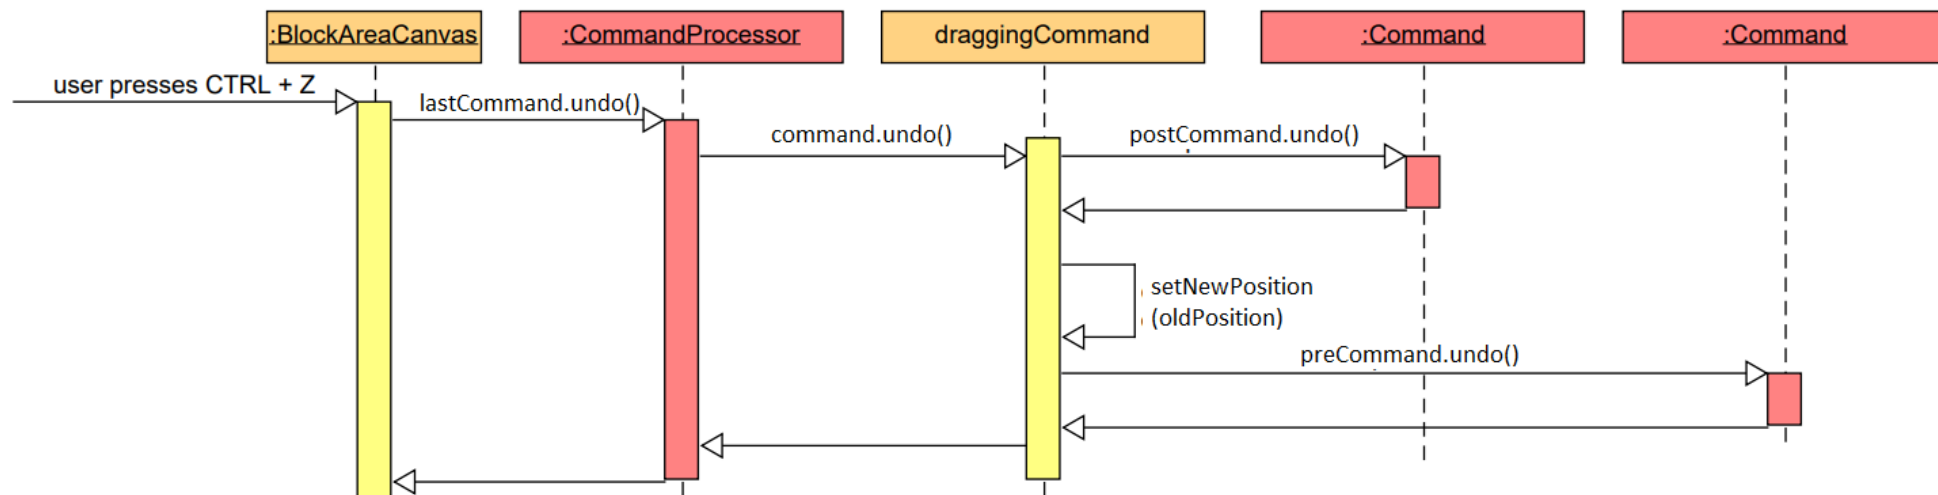 :BlockAreaCanvas
:CommandProcessor
draggingCommand
:Command
:Command
user presses CTRL + Z
lastCommand.undo()
command.undo()
postCommand.undo()
setNewPosition
(oldPosition)
preCommand.undo()